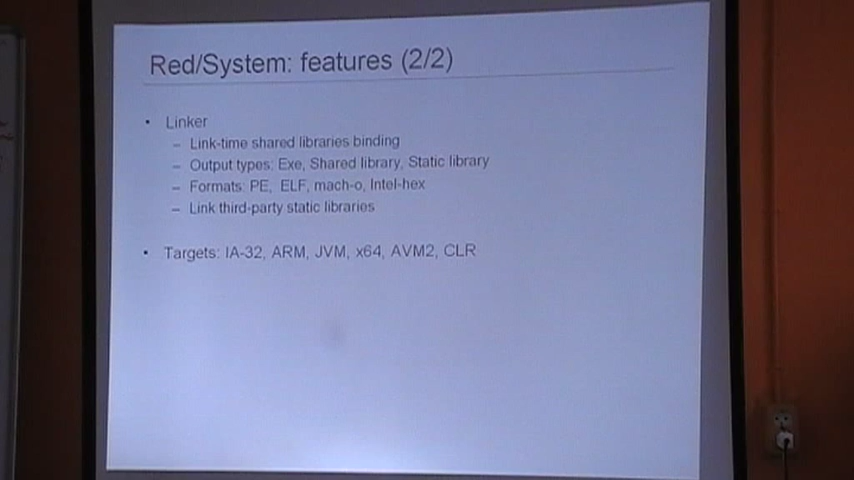 Red/System: features (2/2)
• Linker
– Link-time shared libraries binding
– Output types: Exe, Shared library, Static library
– Formats: PE, ELF, mach-o, Intel-hex
– Link third-party static libraries
• Targets: IA-32, ARM, JVM, x64, AVM2, CLR